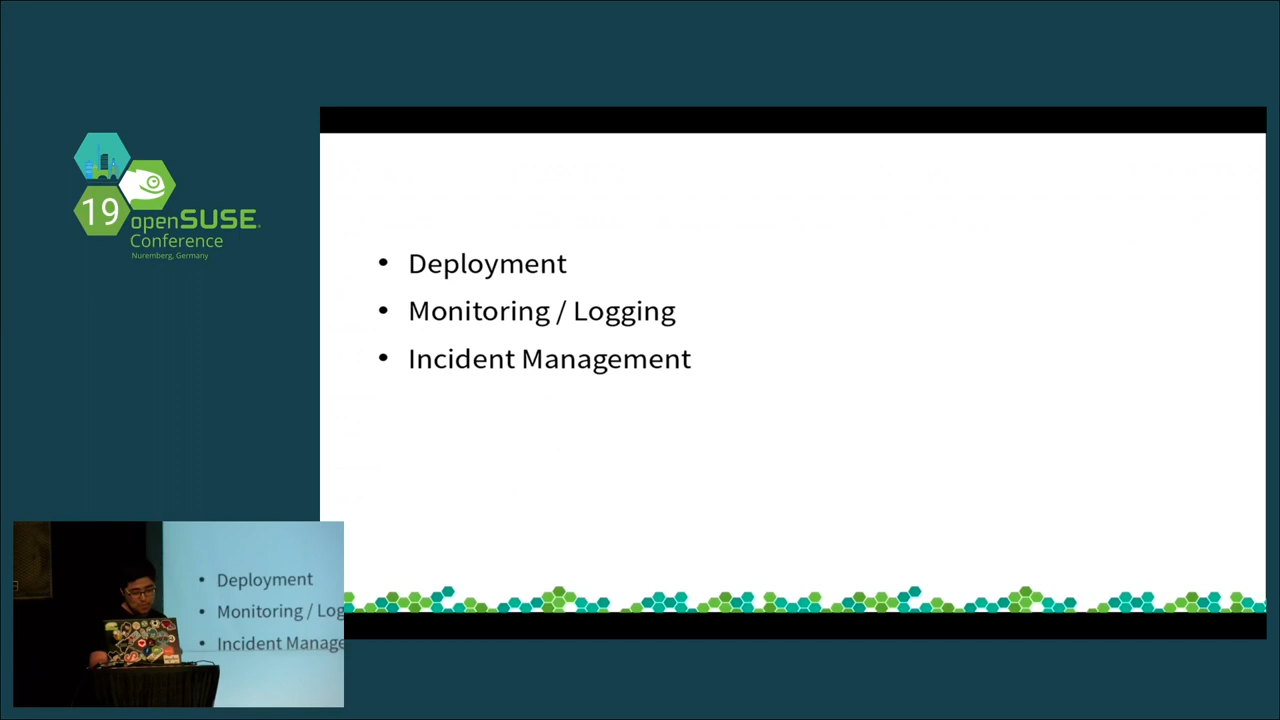 19
openSUSE
Conference
Nuremberg, Germany
• Deployment
• Monitoring / Logging
• Incident Management
• Deployment
• Monitoring / Log
• Incident Manage